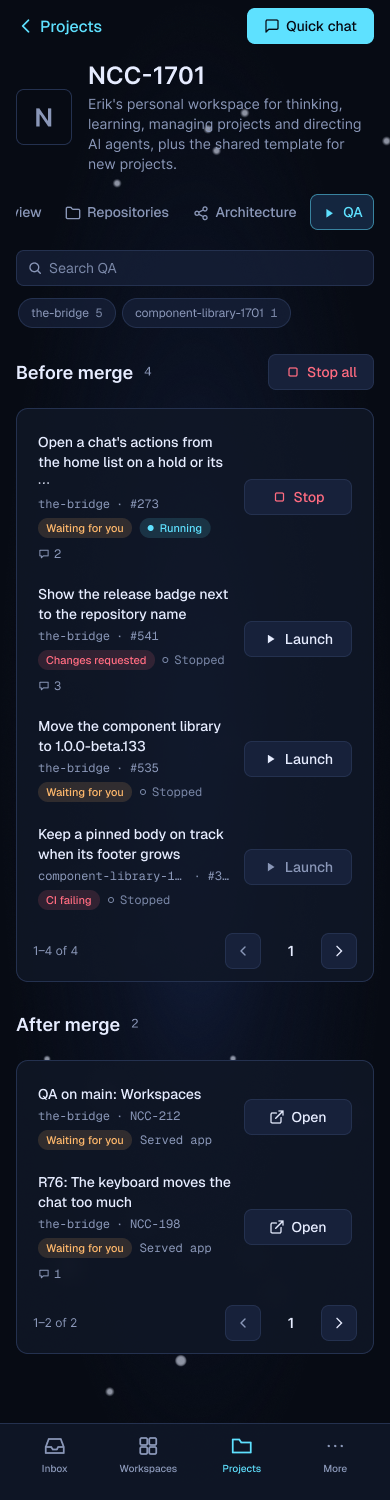 Projects
Quick chat
NCC-1701
N
Erik's personal workspace for thinking,
learning, managing projects and directing
AI agents, plus the shared template for
new projects.
view
Repositories
Architecture
QA
Search QA
the-bridge 5
component-library-1701 1
Before merge 4
Stop all
Open a chat's actions from
the home list on a hold or its
...
the-bridge · #273
Waiting for you
Running
2
Stop
Show the release badge next
to the repository name
the-bridge · #541
Changes requested
Stopped
3
Launch
Move the component library
to 1.0.0-beta.133
the-bridge · #535
Waiting for you
Stopped
Launch
Keep a pinned body on track
when its footer grows
component-library-1… · #3…
CI failing
Stopped
Launch
1–4 of 4
1
After merge 2
QA on main: Workspaces
the-bridge · NCC-212
Waiting for you
Served app
Open
R76: The keyboard moves the
chat too much
the-bridge · NCC-198
Waiting for you
Served app
1
Open
1–2 of 2
1
Inbox
Workspaces
Projects
More